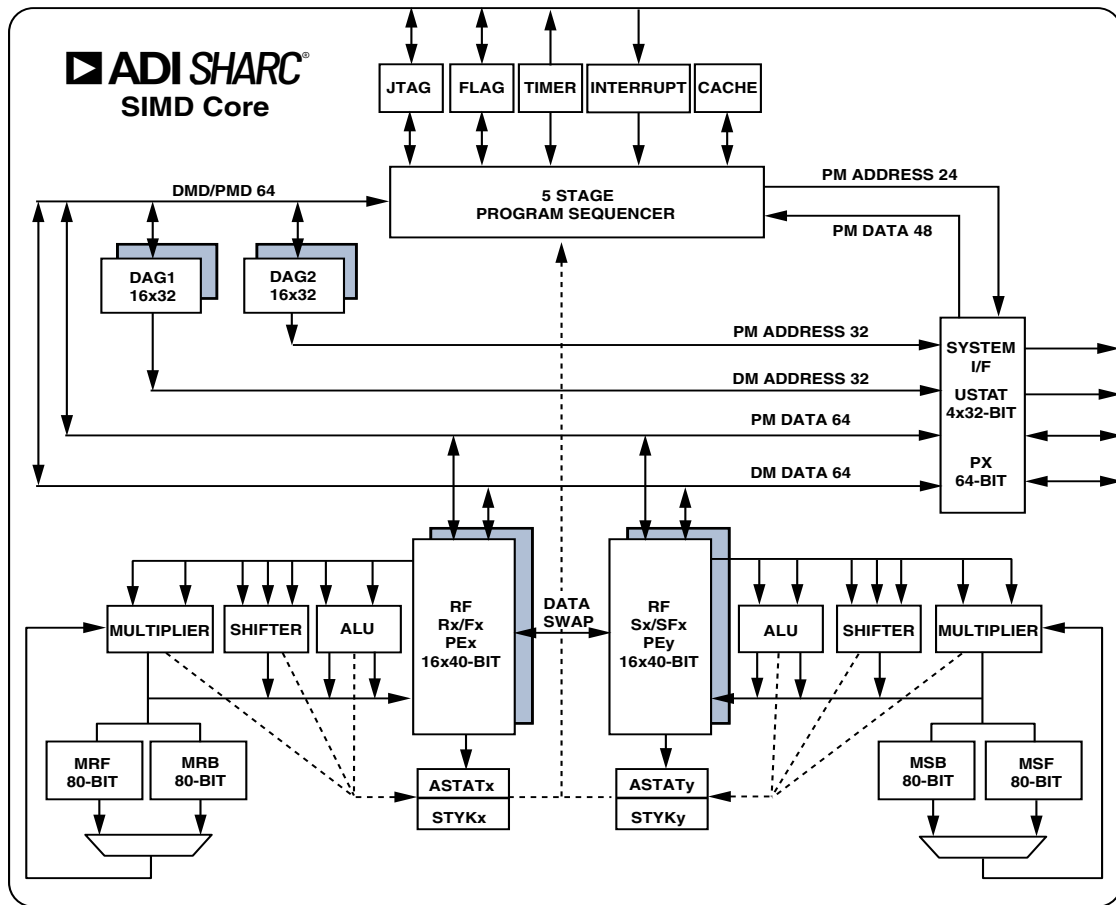 ADI SHARC®
SIMD Core
JTAG
FLAG
TIMER
INTERRUPT
CACHE
5 STAGE
PROGRAM SEQUENCER
PM ADDRESS 24
PM DATA 48
DMD/PMD 64
DAG1
16x32
DAG2
16x32
PM ADDRESS 32
DM ADDRESS 32
PM DATA 64
DM DATA 64
SYSTEM
I/F
USTAT
4x32-BIT
PX
64-BIT
MULTIPLIER
SHIFTER
ALU
RF
Rx/Fx
PEx
16x40-BIT
DATA
SWAP
RF
Sx/SFx
PEy
16x40-BIT
ALU
SHIFTER
MULTIPLIER
MRF
80-BIT
MRB
80-BIT
ASTATx
STYKx
ASTATy
STYKy
MSB
80-BIT
MSF
80-BIT